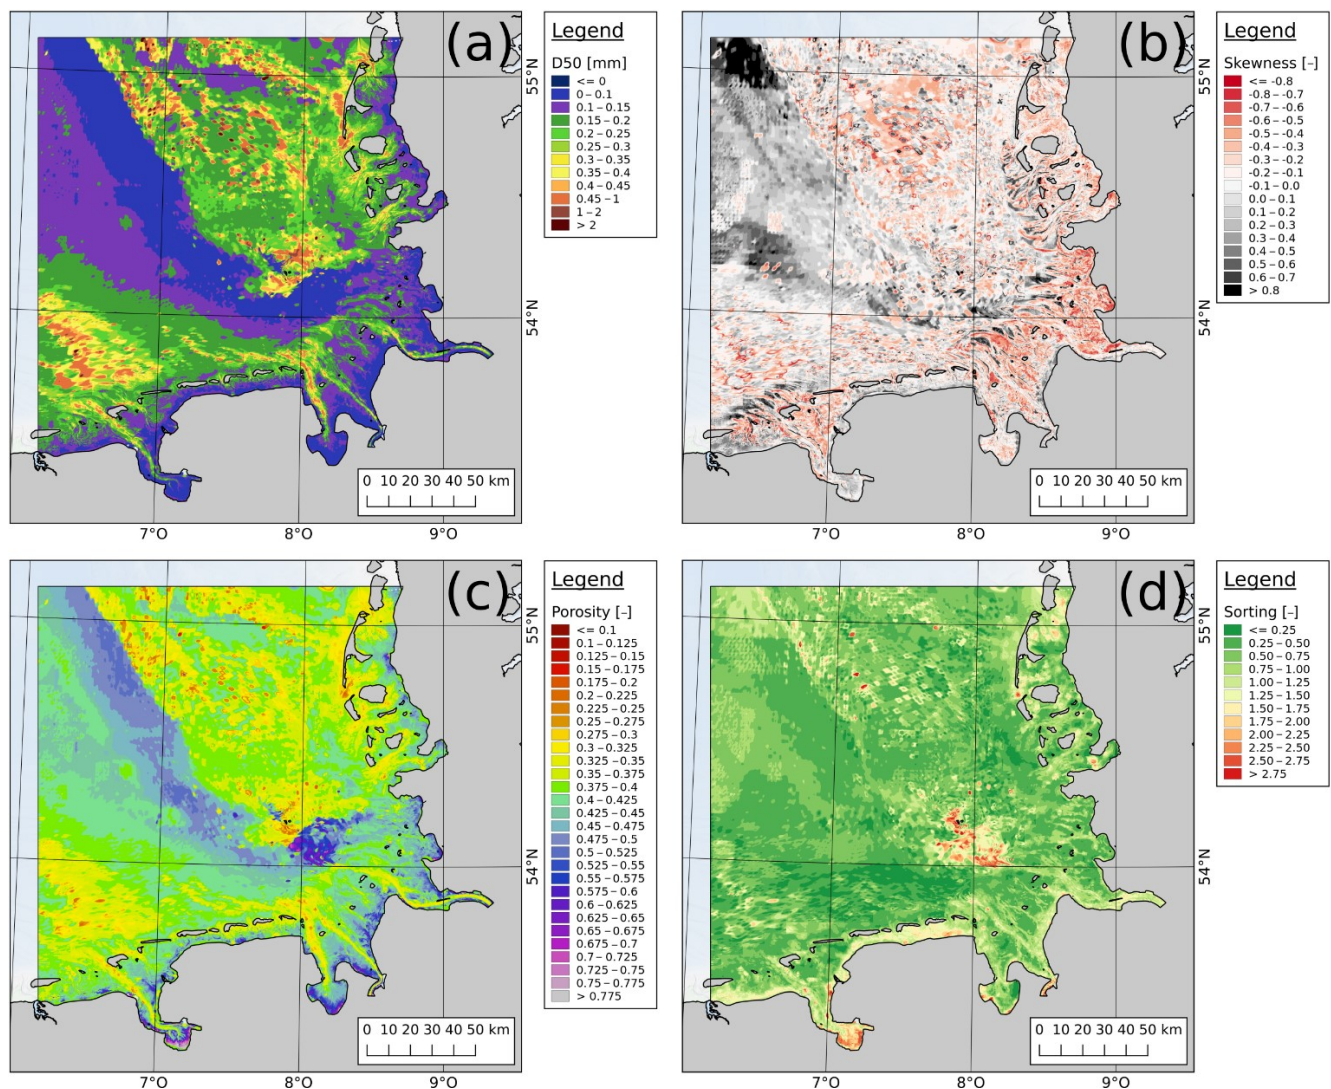 (a)
Legend
D50 [mm]
<= 0
0 – 0.1
0.1 – 0.15
0.15 – 0.2
0.2 – 0.25
0.25 – 0.3
0.3 – 0.35
0.35 – 0.4
0.4 – 0.45
0.45 – 1
1 – 2
> 2
55°N
54°N
0 10 20 30 40 50 km
7°O 8°O 9°O
(b)
Legend
Skewness [–]
<= -0.8
-0.8 – -0.7
-0.7 – -0.6
-0.6 – -0.5
-0.5 – -0.4
-0.4 – -0.3
-0.3 – -0.2
-0.2 – -0.1
-0.1 – 0.0
0.0 – 0.1
0.1 – 0.2
0.2 – 0.3
0.3 – 0.4
0.4 – 0.5
0.5 – 0.6
0.6 – 0.7
> 0.8
55°N
54°N
0 10 20 30 40 50 km
7°O 8°O 9°O
(c)
Legend
Porosity [–]
<= 0.1
0.1 – 0.125
0.125 – 0.15
0.15 – 0.175
0.175 – 0.2
0.2 – 0.225
0.225 – 0.25
0.25 – 0.275
0.275 – 0.3
0.3 – 0.325
0.325 – 0.35
0.35 – 0.375
0.375 – 0.4
0.4 – 0.425
0.425 – 0.45
0.45 – 0.475
0.475 – 0.5
0.5 – 0.525
0.525 – 0.55
0.55 – 0.575
0.575 – 0.6
0.6 – 0.625
0.625 – 0.65
0.65 – 0.675
0.675 – 0.7
0.7 – 0.725
0.725 – 0.75
0.75 – 0.775
> 0.775
55°N
54°N
0 10 20 30 40 50 km
7°O 8°O 9°O
(d)
Legend
Sorting [–]
<= 0.25
0.25 – 0.50
0.50 – 0.75
0.75 – 1.00
1.00 – 1.25
1.25 – 1.50
1.50 – 1.75
1.75 – 2.00
2.00 – 2.25
2.25 – 2.50
2.50 – 2.75
> 2.75
55°N
54°N
0 10 20 30 40 50 km
7°O 8°O 9°O